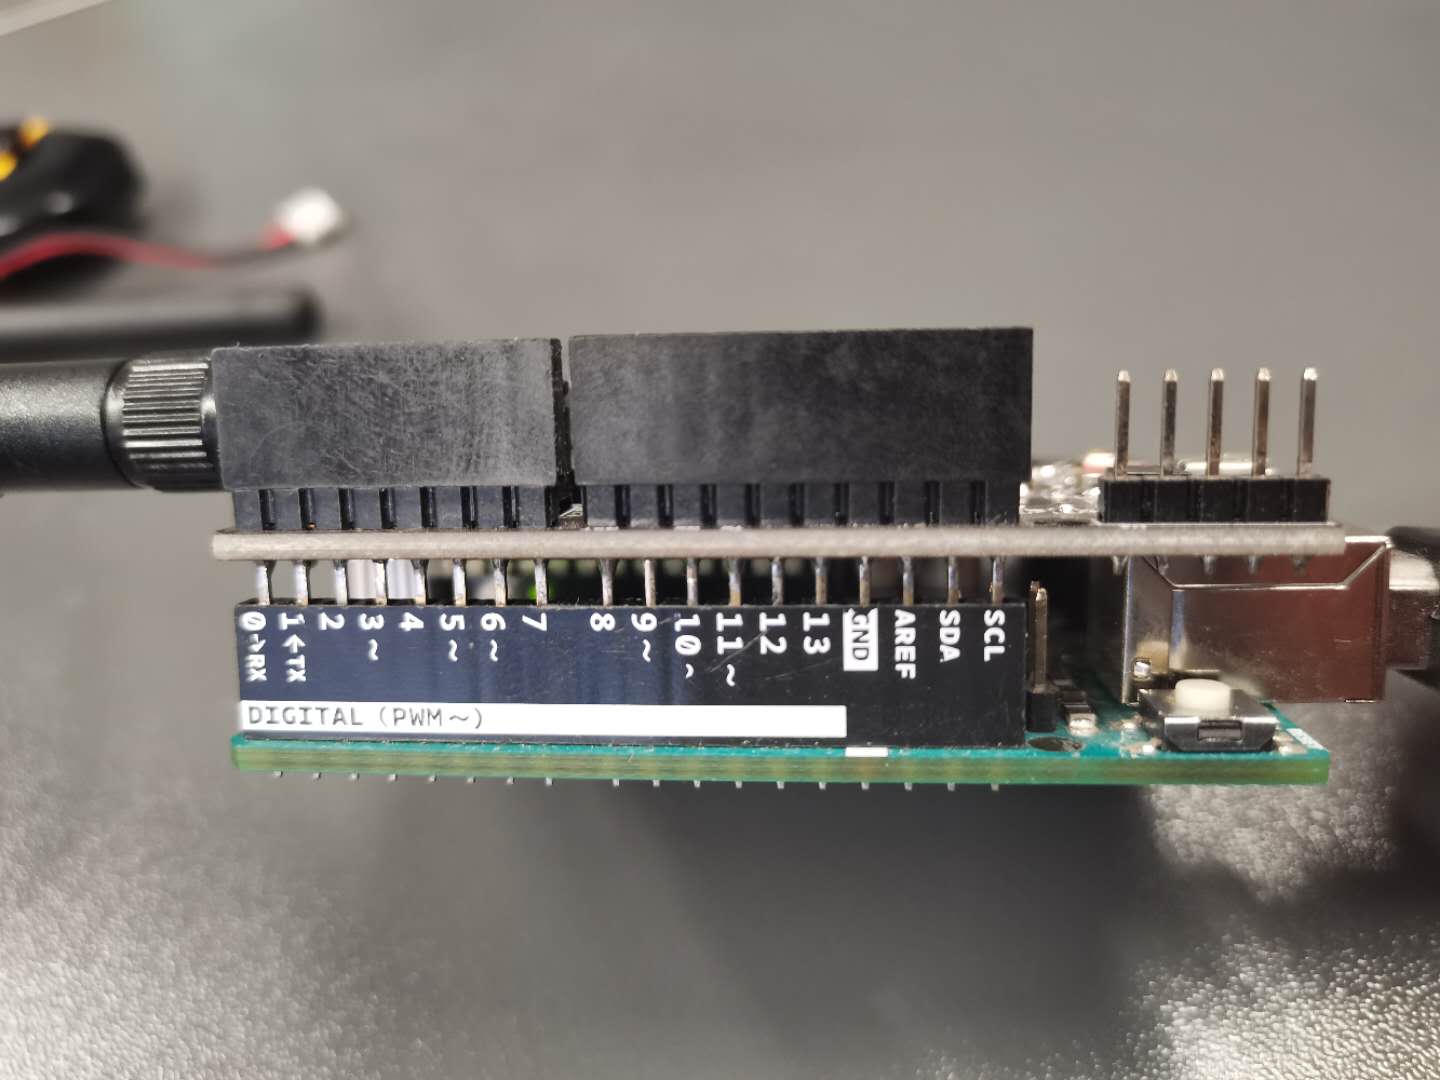 0→RX
1←TX
2
3~
4
5~
6~
7
8
9~
10~
11~
12
13
GND
AREF
SDA
SCL
DIGITAL (PWM~)